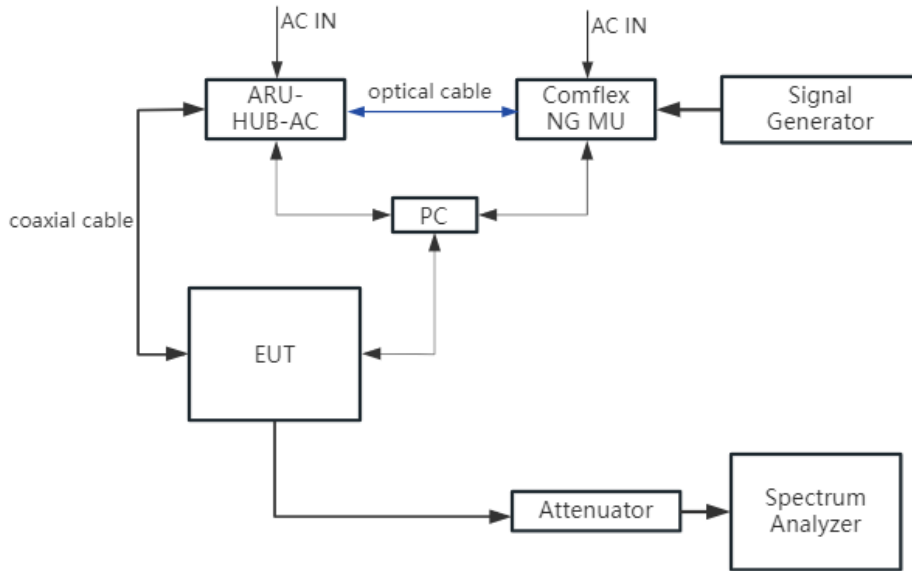 AC IN
AC IN
ARU-
HUB-AC
optical cable
Comflex
NG MU
Signal
Generator
PC
coaxial cable
EUT
Attenuator
Spectrum
Analyzer